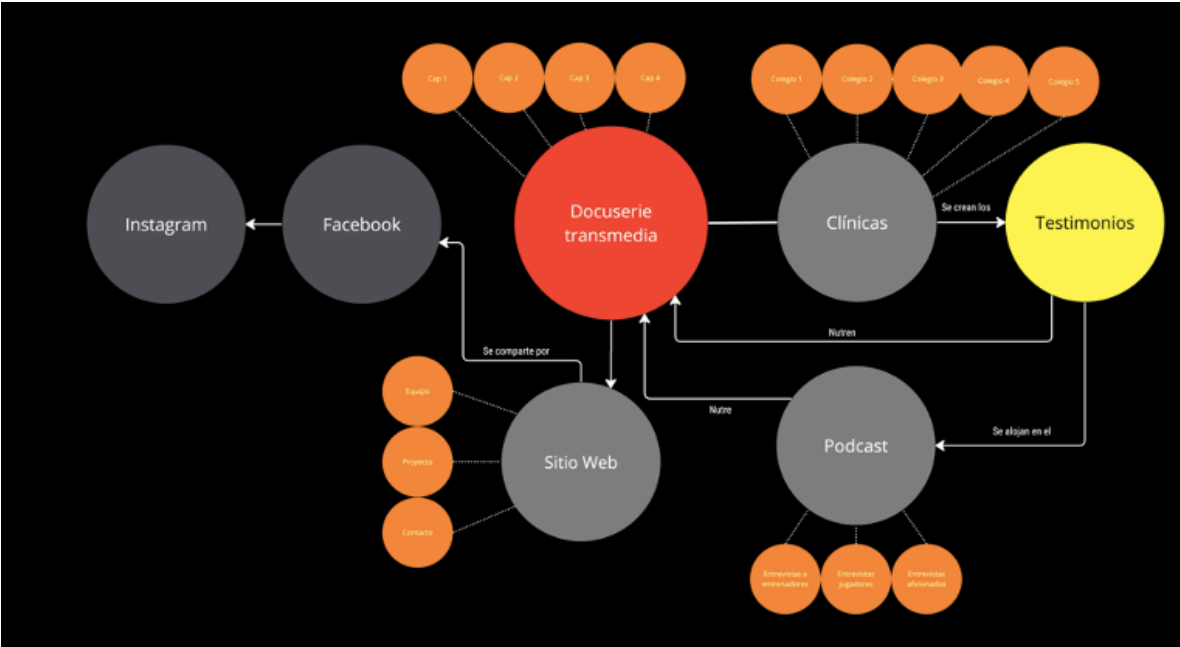 Cap 1
Cap 2
Cap 3
Cap 4
Colegio 1
Colegio 2
Colegio 3
Colegio 4
Colegio 5
Instagram
Facebook
Docuserie
transmedia
Clínicas
Se crean los
Testimonios
Nutren
Se comparte por
Nutre
Se alojan en el
Equipo
Proyecto
Contacto
Sitio Web
Podcast
Entrevistas a
entrenadores
Entrevistas
jugadores
Entrevistas
aficionados